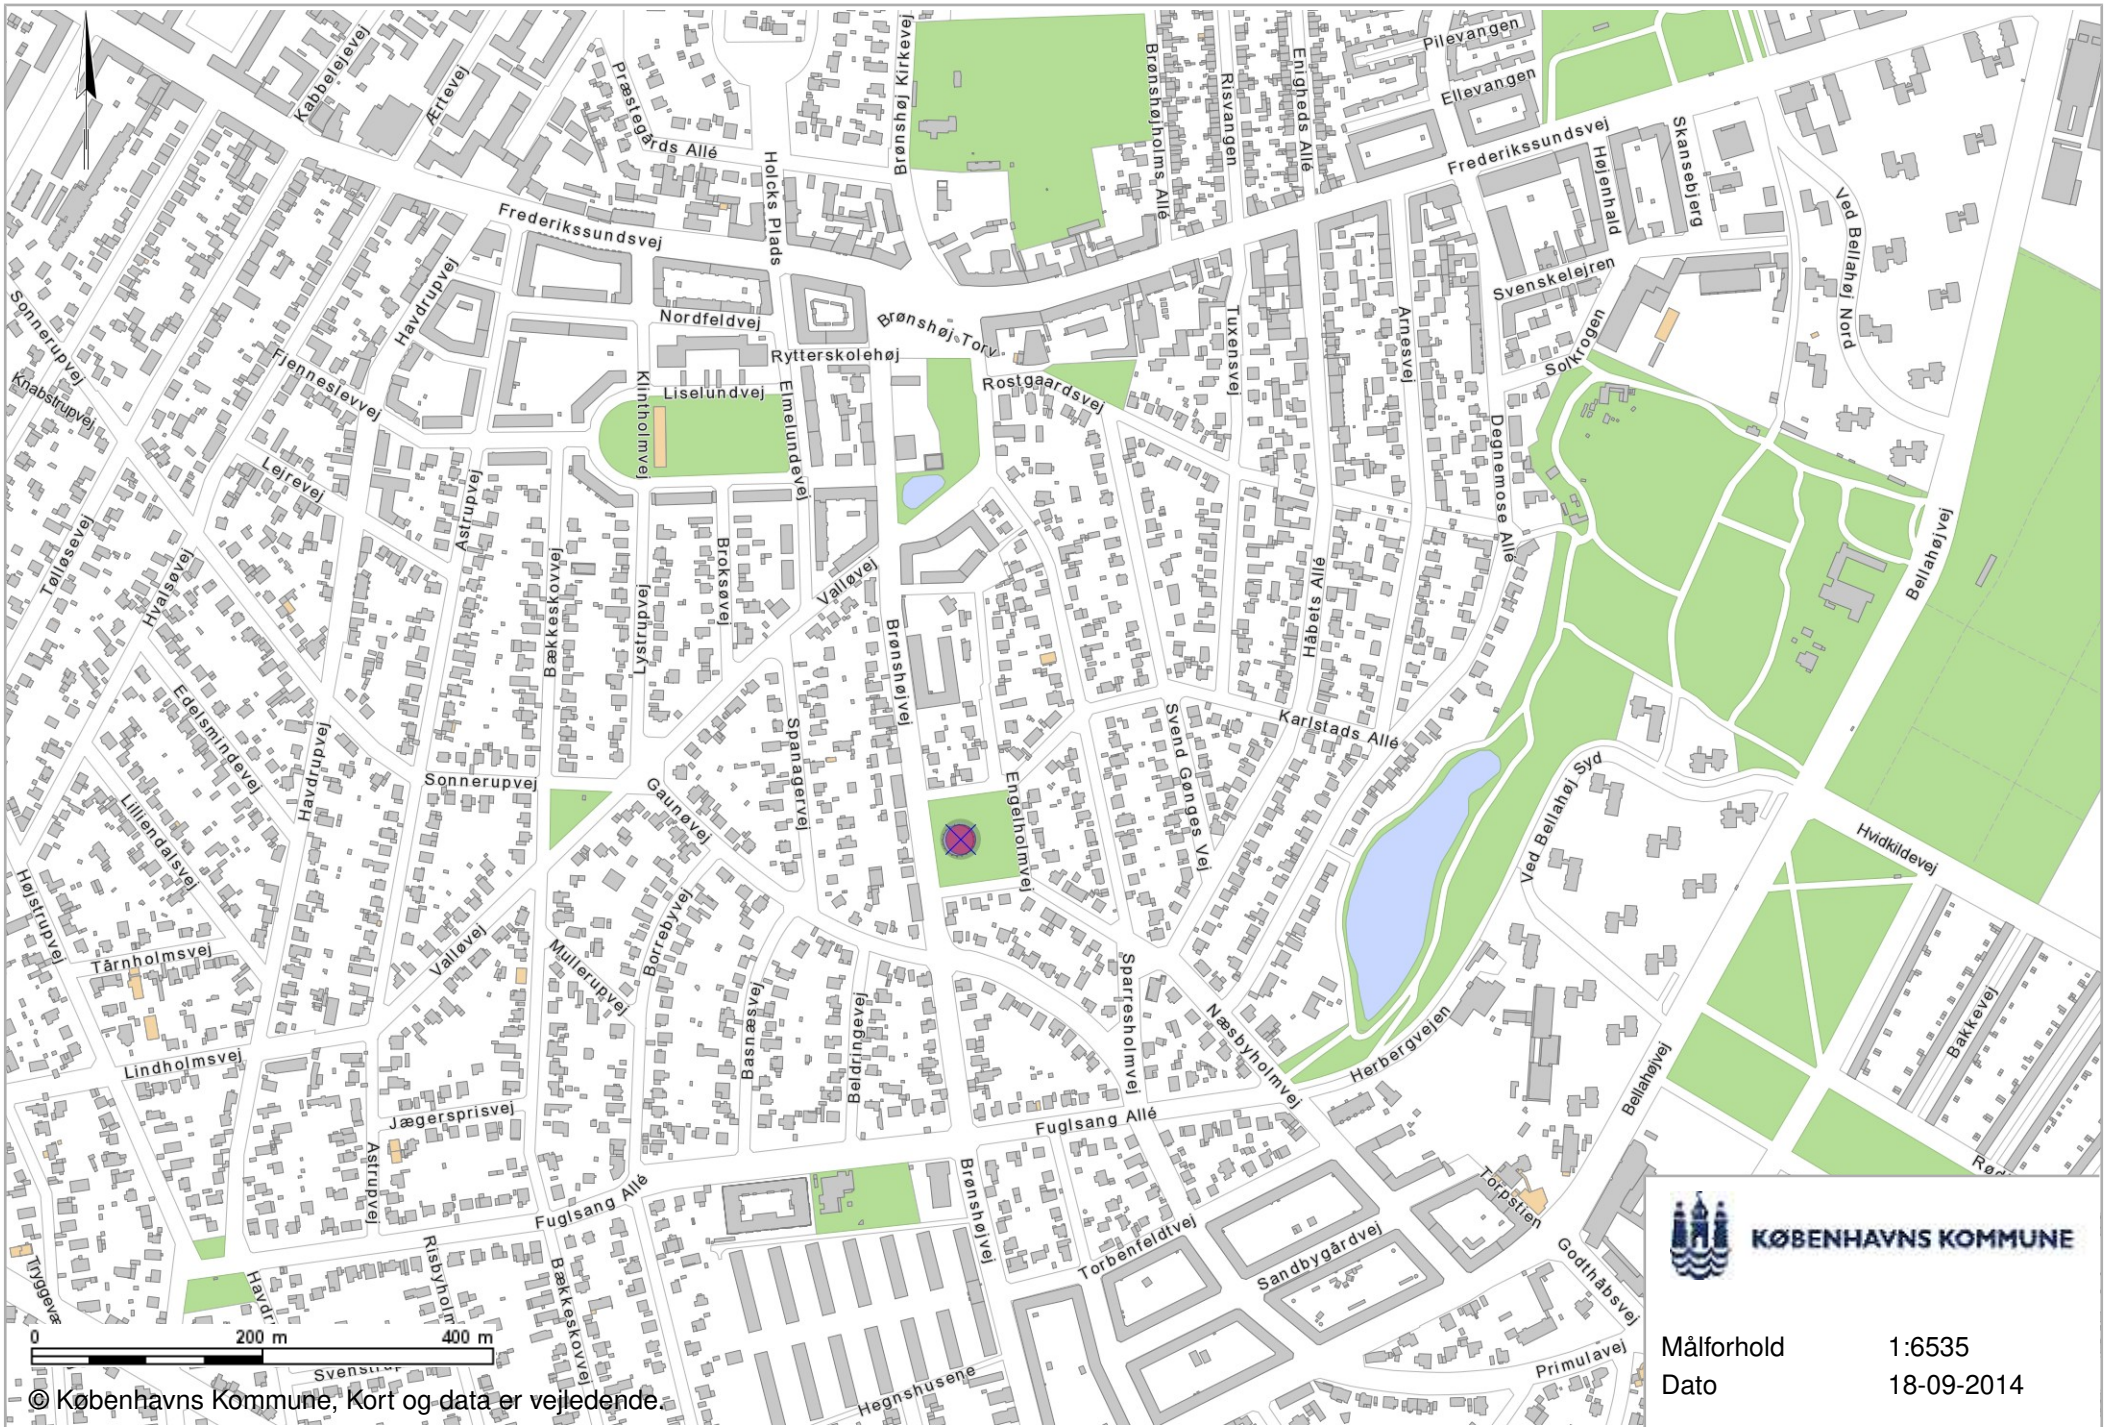 Kabbelejevej
Ærtevej
Præstegårds Allé
Holcks Plads
Brønshøj Kirkevej
Brønshøjholms Allé
Risvangen
Enigheds Allé
Pilevangen
Ellevangen
Frederikssundsvej
Højenhald
Skansebjerg
Ved Bellahøj Nord
Frederikssundsvej
Havdrupvej
Nordfeldvej
Brønshøj Torv
Rytterskolehøj
Liselundvej
Klintholmvej
Elmelundevej
Rostgaardsvej
Tuxensvej
Arnesvej
Svenskelejren
Solkrogen
Degnemose Allé
Sonnerupvej
Knabstrupvej
Fjenneslevvej
Lejrevej
Astrupvej
Tølløsevej
Hvalsøvej
Bækkeskovvej
Lystrupvej
Broksøvej
Valløvej
Brønshøjvej
Håbets Allé
Bellahøjvej
Edelsmindevej
Havdrupvej
Sonnerupvej
Lilliendalsvej
Gaunøvej
Spanagervej
Engelholmvej
Svend Gønges Vej
Karlstads Allé
Ved Bellahøj Syd
Hvidkildevej
Højstrupvej
Tårnholmsvej
Valløvej
Mullerupvej
Borrebyvej
Basnæsvej
Beldringevej
Sparresholmvej
Næsbyholmvej
Herbergvejen
Bellahøjvej
Bakkevej
Lindholmsvej
Jægersprisvej
Astrupvej
Fuglsang Allé
Fuglsang Allé
Brønshøjvej
Torbenfeldtvej
Sandbygårdvej
Torpstien
Godthåbsvej
Primulavej
Hegnshusene
Bækkeskovvej
KØBENHAVNS KOMMUNE
Målforhold 1:6535
Dato 18-09-2014
0 200 m 400 m
© Københavns Kommune, Kort og data er vejledende.